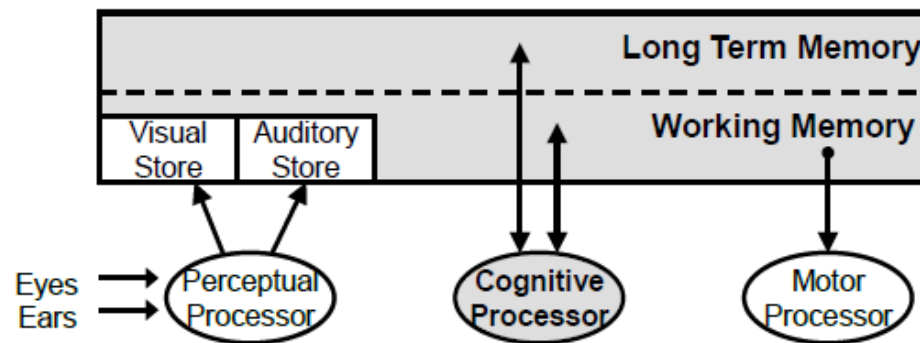 Long Term Memory
Working Memory
Visual
Store
Auditory
Store
Eyes
Ears
Perceptual
Processor
Cognitive
Processor
Motor
Processor